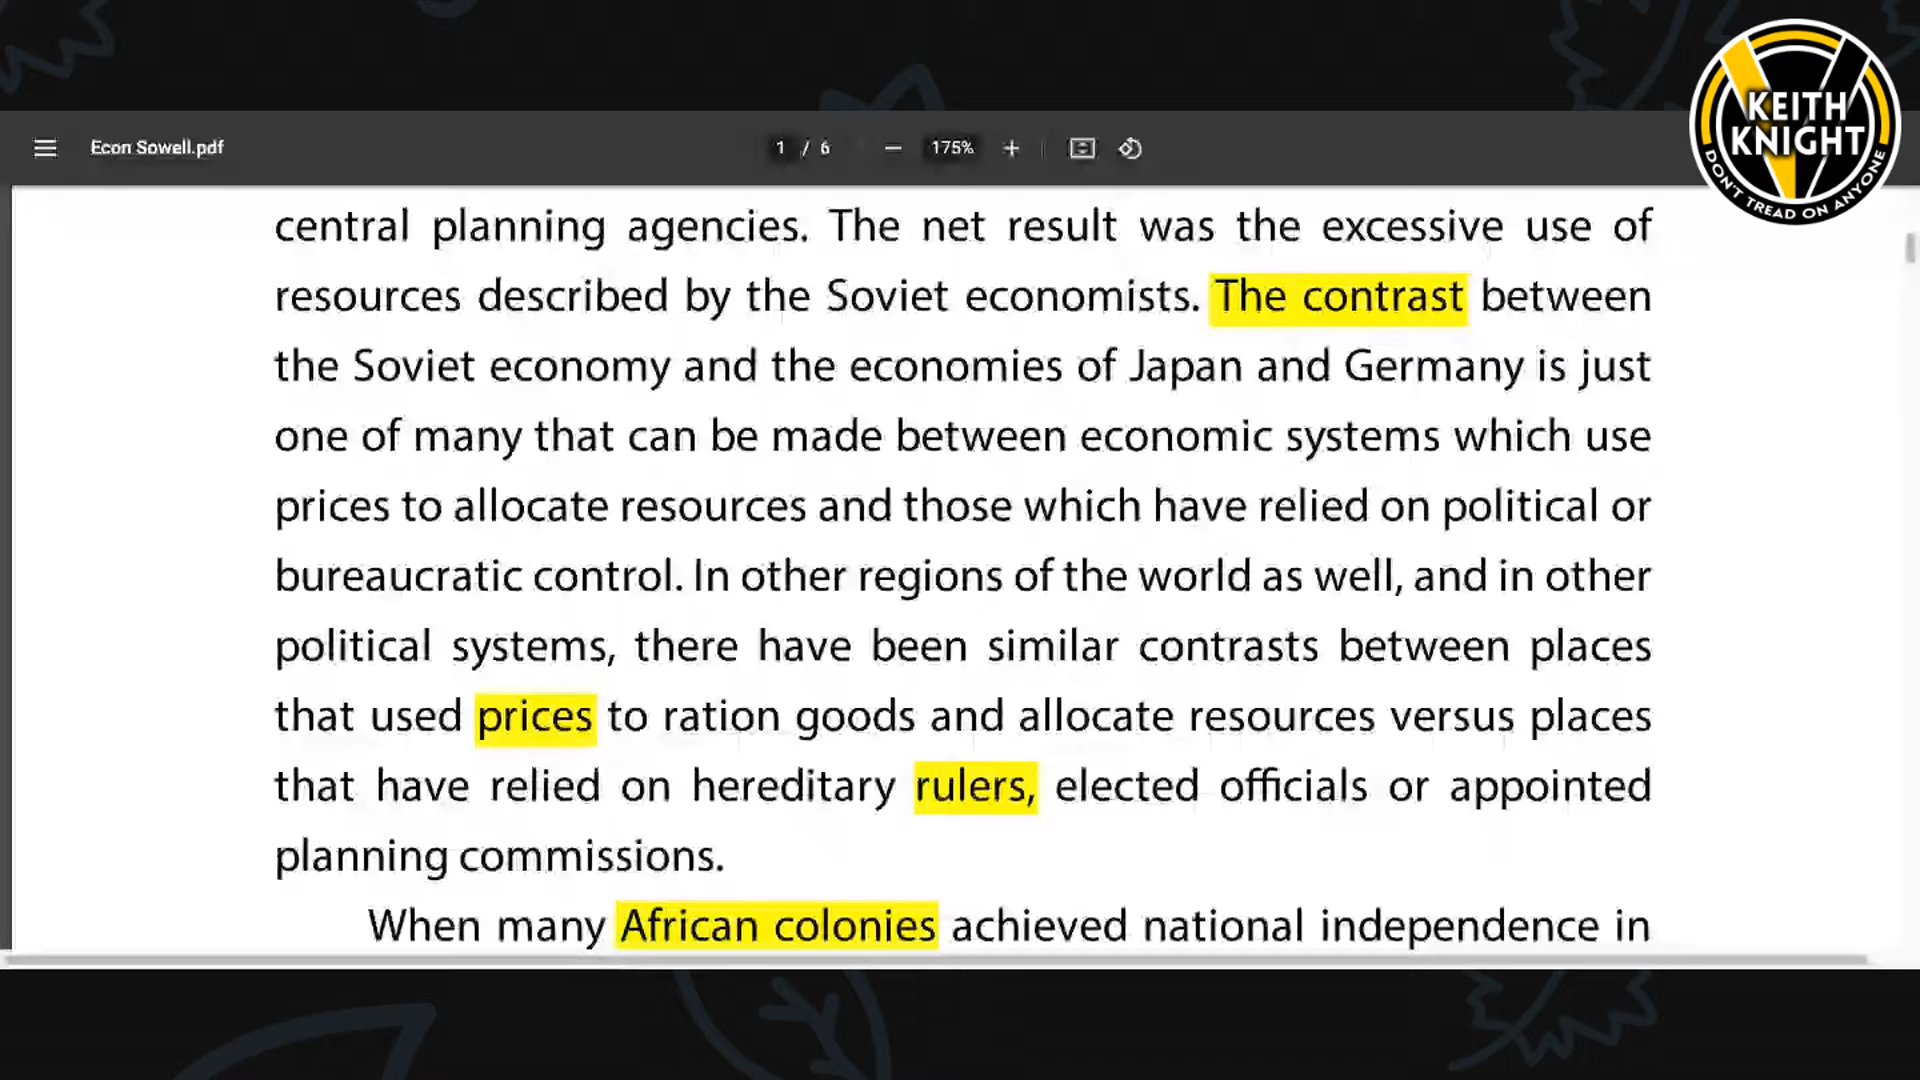 Econ Sowell.pdf
1 / 6
175%
KEITH
KNIGHT
DON'T TREAD ON ANYONE
central planning agencies. The net result was the excessive use of
resources described by the Soviet economists. The contrast between
the Soviet economy and the economies of Japan and Germany is just
one of many that can be made between economic systems which use
prices to allocate resources and those which have relied on political or
bureaucratic control. In other regions of the world as well, and in other
political systems, there have been similar contrasts between places
that used prices to ration goods and allocate resources versus places
that have relied on hereditary rulers, elected officials or appointed
planning commissions.
When many African colonies achieved national independence in